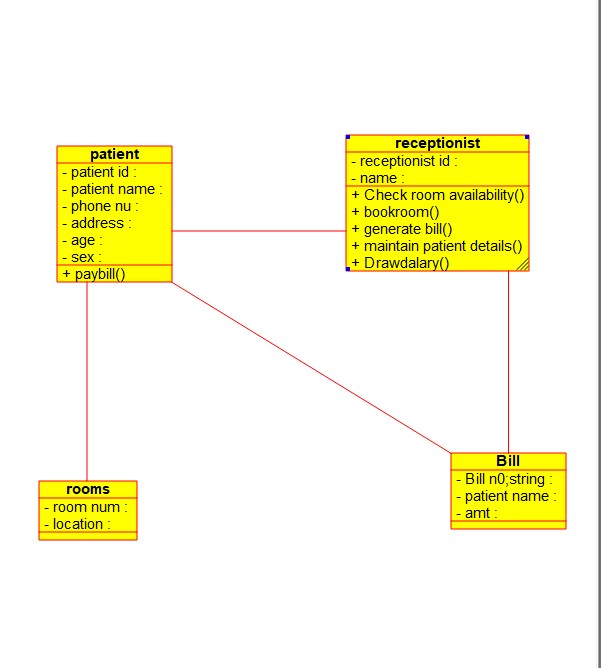 patient
- patient id :
- patient name :
- phone nu :
- address :
- age :
- sex :
+ paybill()
receptionist
- receptionist id :
- name :
+ Check room availability()
+ bookroom()
+ generate bill()
+ maintain patient details()
+ Drawdalary()
rooms
- room num :
- location :
Bill
- Bill n0;string :
- patient name :
- amt :